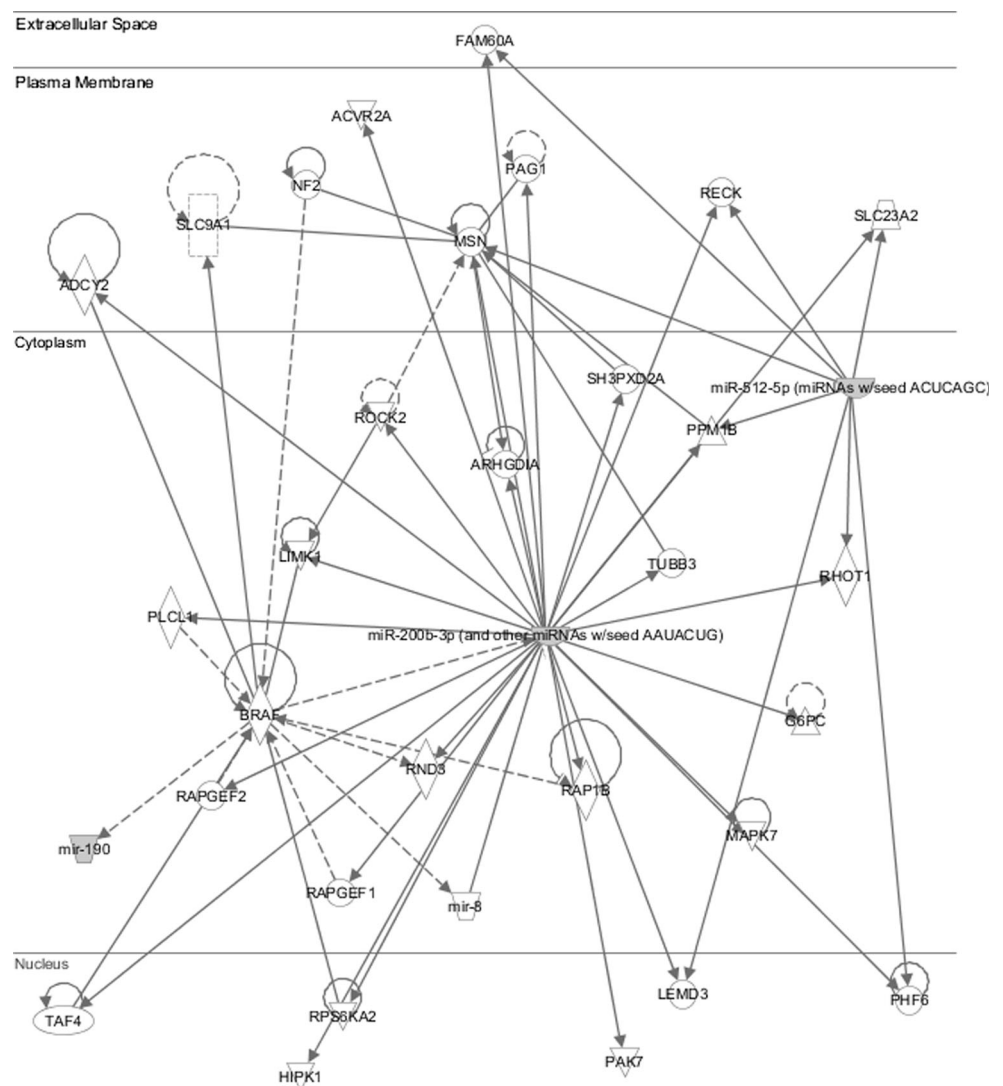 Extracellular Space
FAM60A
Plasma Membrane
ACVR2A
PAG1
NF2
RECK
SLC9A1
SLC23A2
MSN
ADCY2
Cytoplasm
SH3PXD2A
miR-512-5p (miRNAs w/seed ACUCAGC)
ROCK2
PPM1B
ARHGDIA
LIMK1
TUBB3
RHOT1
PLCL1
miR-200b-3p (and other miRNAs w/seed AAUACUG)
BRAF
G6PC
RND3
RAPGEF2
RAP1B
MAPK7
mir-190
RAPGEF1
mir-8
Nucleus
LEMD3
PHF6
TAF4
RPS6KA2
PAK7
HIPK1